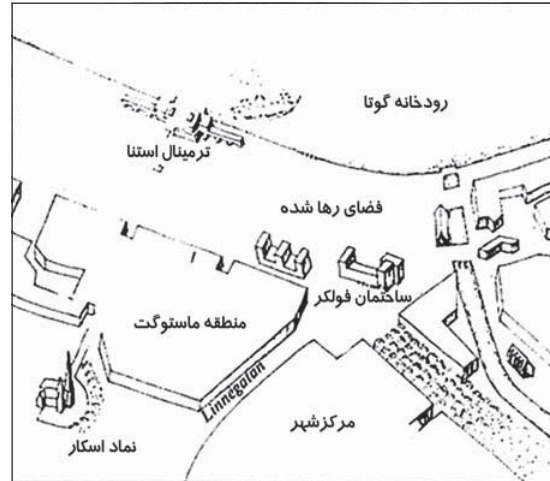 رودخانه گوتا
ترمینال استنا
فضای رها شده
ساختمان فولکر
منطقه ماستوگت
Linnegatan
مرکزشهر
نماد اسکار